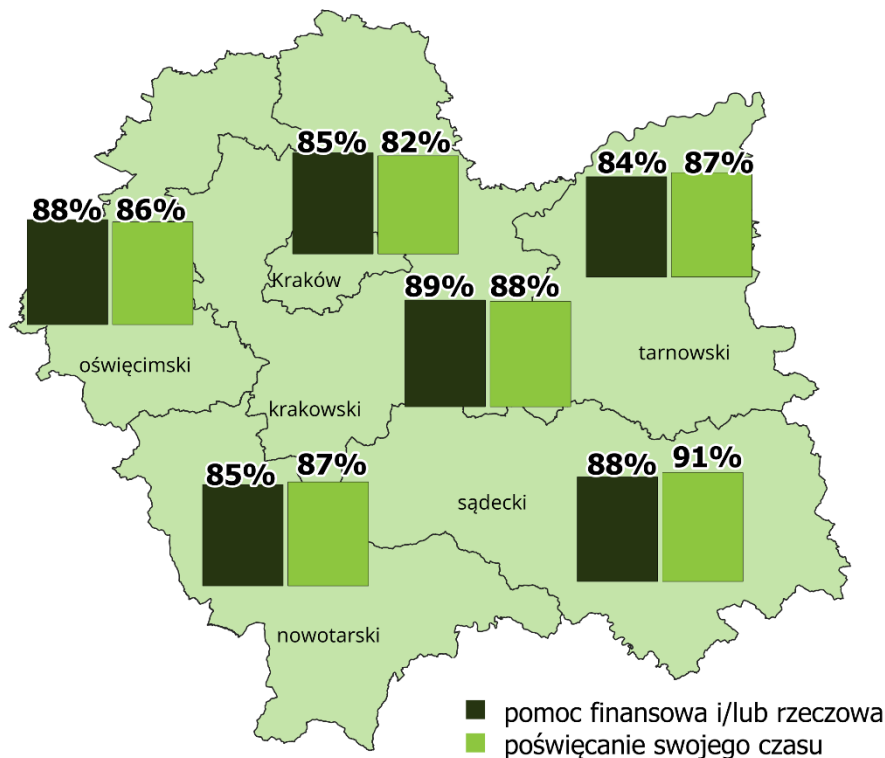 85% 82%
84% 87%
88% 86%
Kraków
89% 88%
tarnowski
oświęcimski
krakowski
85% 87%
88% 91%
sądecki
nowotarski
pomoc finansowa i/lub rzeczowa
poświęcanie swojego czasu